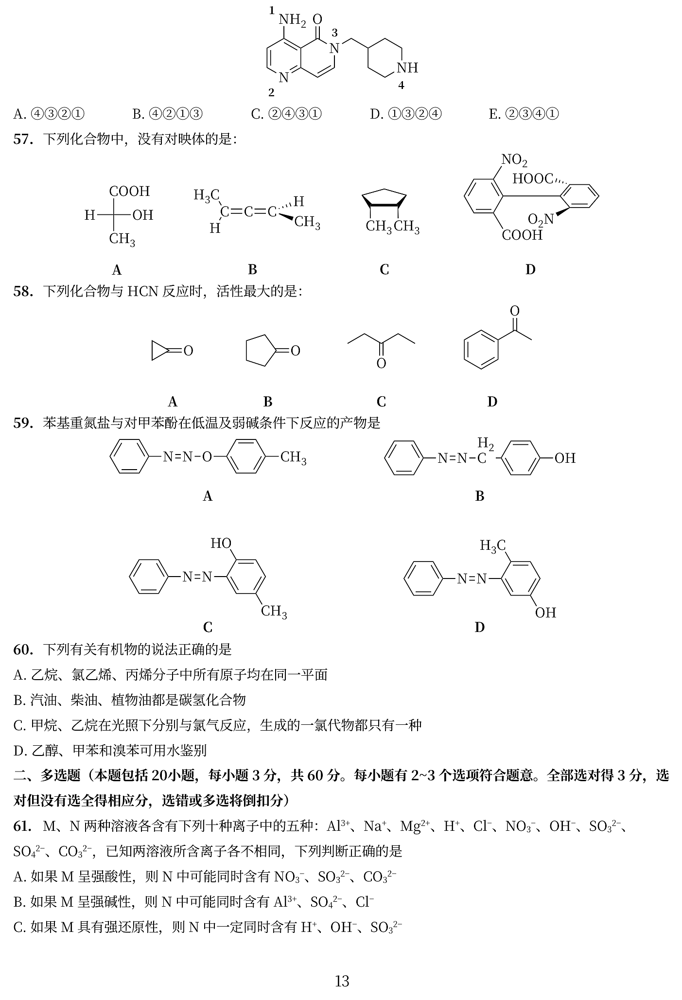 1
NH2 O
3
N
N
NH
2
4
A. ④③②① B. ④②①③ C. ②④③① D. ①③②④ E. ②③④①
57. 下列化合物中，没有对映体的是：
COOH
H OH
CH3
H3C
C=C=C
H
H
CH3
CH3 CH3
NO2
HOOC
O2N
COOH
A B C D
58. 下列化合物与 HCN 反应时，活性最大的是：
O
O
O
O
A B C D
59. 苯基重氮盐与对甲苯酚在低温及弱碱条件下反应的产物是
N=N-O CH3
H2
N=N-C OH
A B
HO
N=N
CH3
H3C
N=N
OH
C D
60. 下列有关有机物的说法正确的是
A. 乙烷、氯乙烯、丙烯分子中所有原子均在同一平面
B. 汽油、柴油、植物油都是碳氢化合物
C. 甲烷、乙烷在光照下分别与氯气反应，生成的一氯代物都只有一种
D. 乙醇、甲苯和溴苯可用水鉴别
二、多选题（本题包括 20小题，每小题 3 分，共 60 分。每小题有 2~3 个选项符合题意。全部选对得 3 分，选
对但没有选全得相应分，选错或多选将倒扣分）
61. M、N 两种溶液各含有下列十种离子中的五种：Al³⁺、Na⁺、Mg²⁺、H⁺、Cl⁻、NO₃⁻、OH⁻、SO₃²⁻、
SO₄²⁻、CO₃²⁻，已知两溶液所含离子各不相同，下列判断正确的是
A. 如果 M 呈强酸性，则 N 中可能同时含有 NO₃⁻、SO₃²⁻、CO₃²⁻
B. 如果 M 呈强碱性，则 N 中可能同时含有 Al³⁺、SO₄²⁻、Cl⁻
C. 如果 M 具有强还原性，则 N 中一定同时含有 H⁺、OH⁻、SO₃²⁻
13